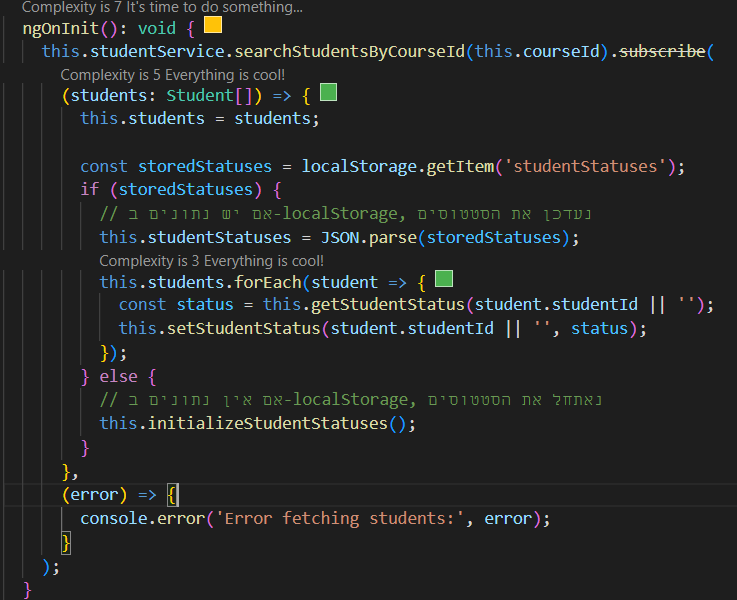 Complexity is 7 It's time to do something...
ngOnInit(): void {
this.studentService.searchStudentsByCourseId(this.courseId).subscribe(
Complexity is 5 Everything is cool!
(students: Student[]) => {
this.students = students;
const storedStatuses = localStorage.getItem('studentStatuses');
if (storedStatuses) {
// אם יש נתונים ב-localStorage, נעדכן את הסטטוסים
this.studentStatuses = JSON.parse(storedStatuses);
Complexity is 3 Everything is cool!
this.students.forEach(student => {
const status = this.getStudentStatus(student.studentId || '');
this.setStudentStatus(student.studentId || '', status);
});
} else {
// אם אין נתונים ב-localStorage, נאתחל את הסטטוסים
this.initializeStudentStatuses();
}
},
(error) => {
console.error('Error fetching students:', error);
}
);
}